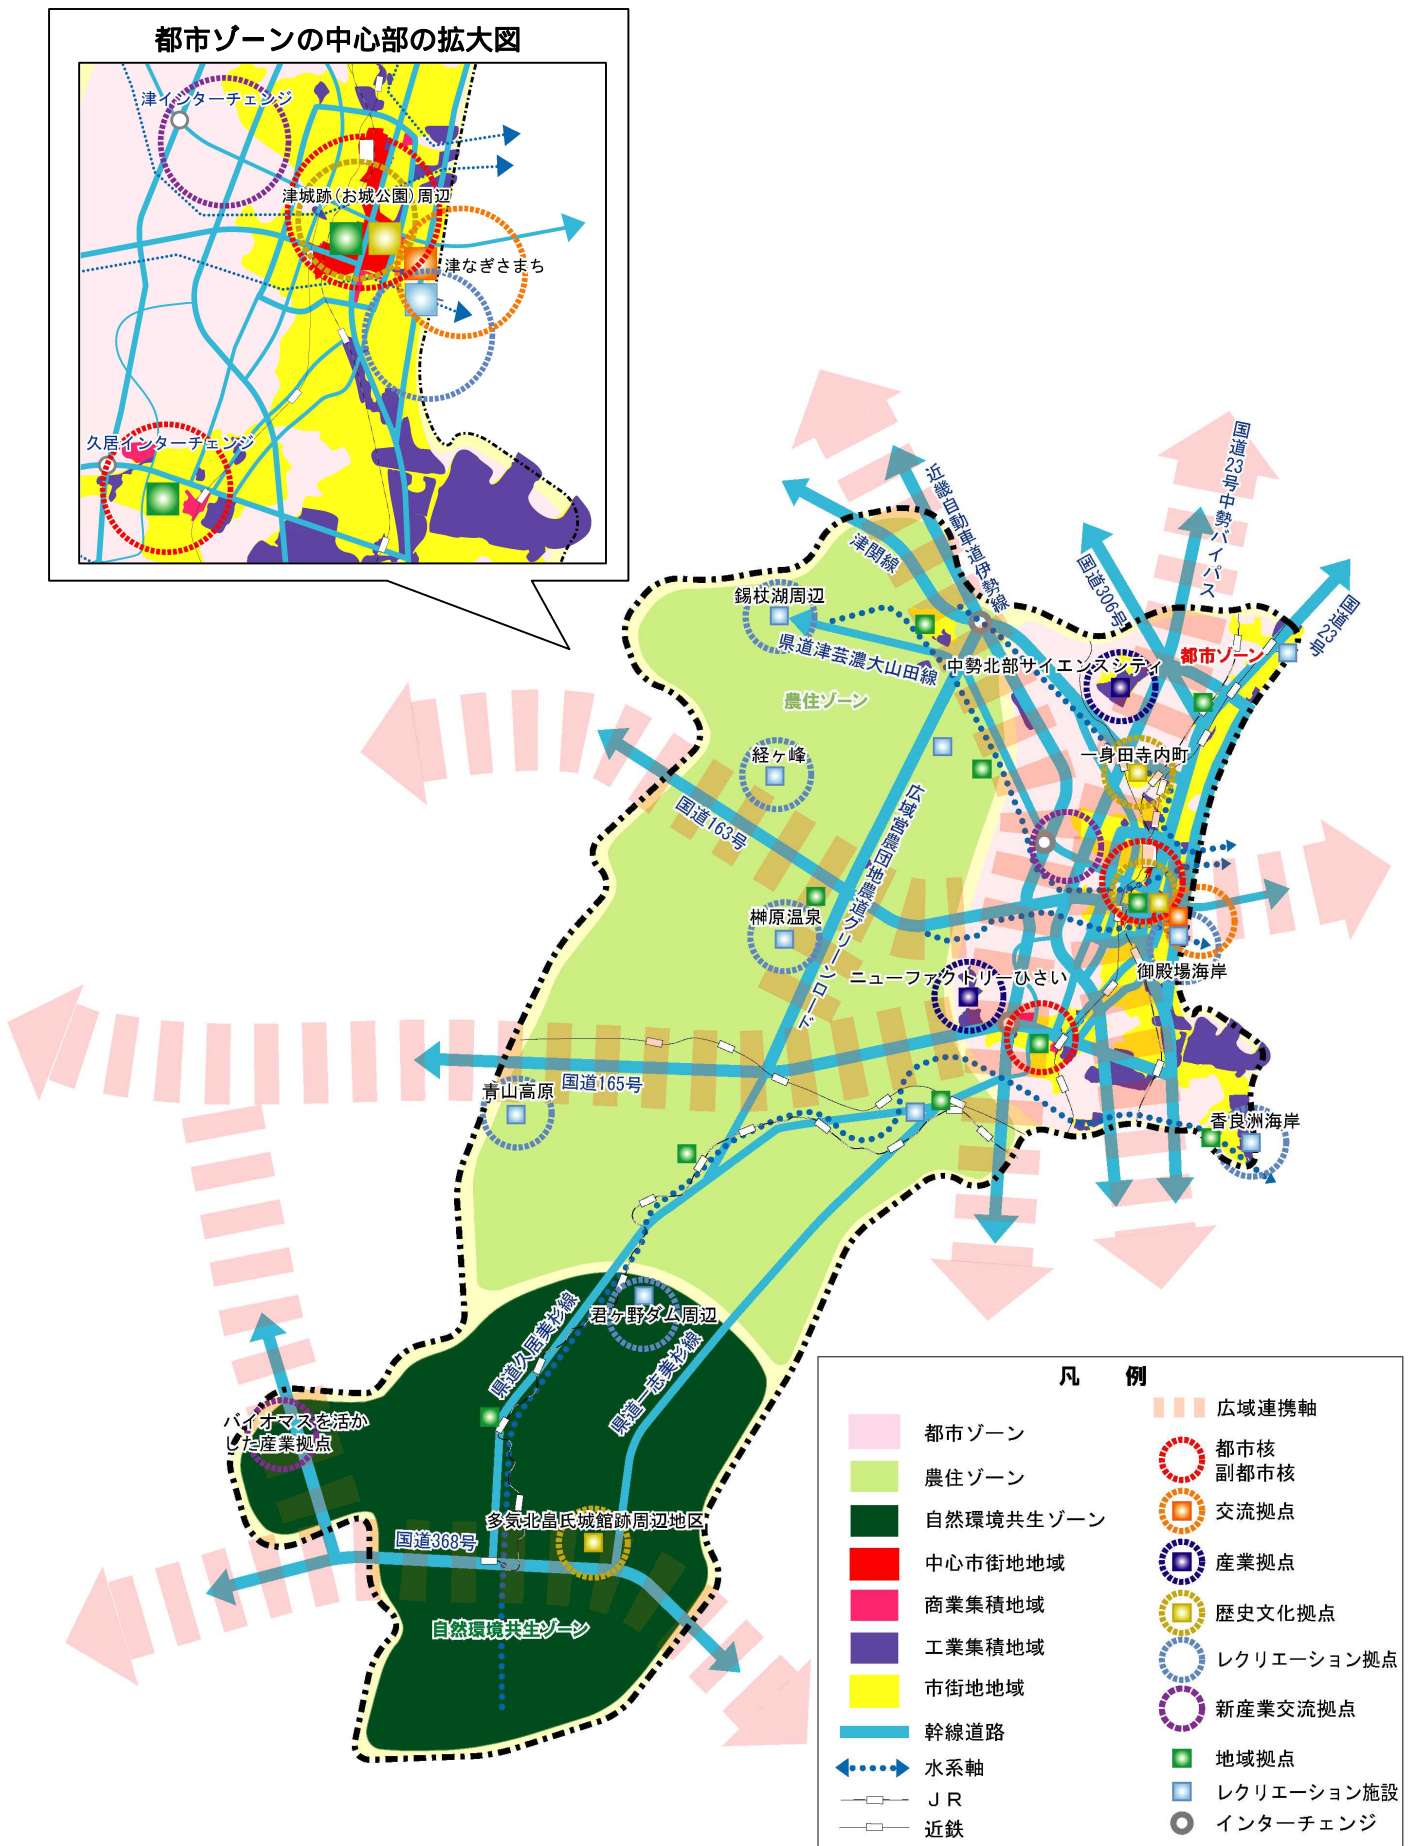 都市ゾーンの中心部の拡大図
津インターチェンジ
津城跡(お城公園)周辺
津なぎさまち
久居インターチェンジ
国道23号中勢バイパス
近畿自動車道伊勢線
津関線
国道306号
国道23号
錫杖湖周辺
県道津芸濃大山田線
中勢北部サイエンスシティ
都市ゾーン
農住ゾーン
経ヶ峰
一身田寺内町
国道163号
広域営農団地農道グリーンロード
榊原温泉
ニューファクトリーひさい
御殿場海岸
国道165号
青山高原
香良洲海岸
君ヶ野ダム周辺
県道久居美杉線
県道一志美杉線
バイオマスを活か
した産業拠点
多気北畠氏城館跡周辺地区
国道368号
自然環境共生ゾーン
凡 例
都市ゾーン
農住ゾーン
自然環境共生ゾーン
中心市街地地域
商業集積地域
工業集積地域
市街地地域
幹線道路
水系軸
ＪＲ
近鉄
広域連携軸
都市核
副都市核
交流拠点
産業拠点
歴史文化拠点
レクリエーション拠点
新産業交流拠点
地域拠点
レクリエーション施設
インターチェンジ